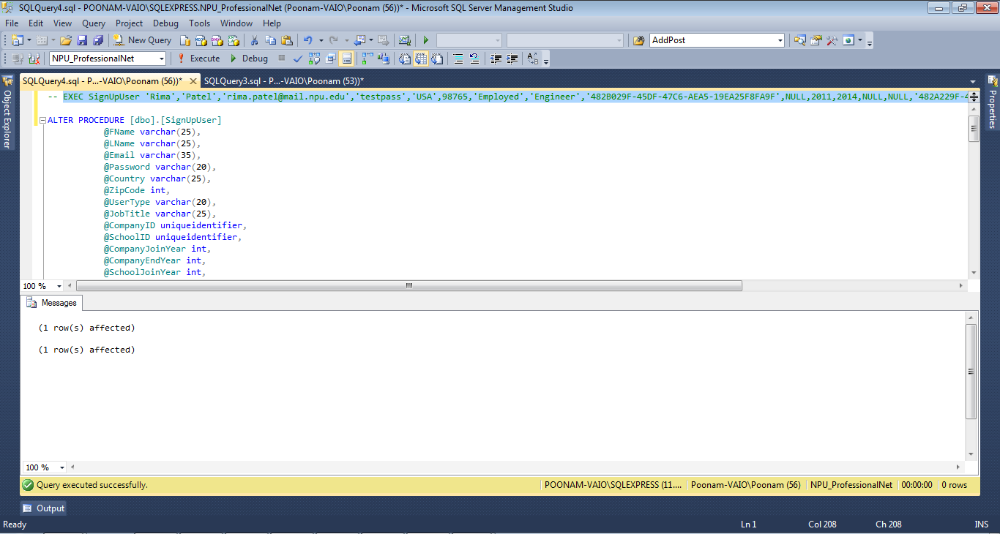 SQLQuery4.sql - POONAM-VAIO\SQLEXPRESS.NPU_ProfessionalNet (Poonam-VAIO\Poonam (56))* - Microsoft SQL Server Management Studio
File Edit View Query Project Debug Tools Window Help
New Query AddPost
NPU_ProfessionalNet Execute Debug
SQLQuery4.sql - P...-VAIO\Poonam (56))* SQLQuery3.sql - P...-VAIO\Poonam (53))*
Object Explorer
Properties
-- EXEC SignUpUser 'Rima','Patel','rima.patel@mail.npu.edu','testpass','USA',98765,'Employed','Engineer','482B029F-45DF-47C6-AEA5-19EA25F8FA9F',NULL,2011,2014,NULL,NULL,'482A229F-4
ALTER PROCEDURE [dbo].[SignUpUser]
@FName varchar(25),
@LName varchar(25),
@Email varchar(35),
@Password varchar(20),
@Country varchar(25),
@ZipCode int,
@UserType varchar(20),
@JobTitle varchar(25),
@CompanyID uniqueidentifier,
@SchoolID uniqueidentifier,
@CompanyJoinYear int,
@CompanyEndYear int,
@SchoolJoinYear int,
100 %
Messages
(1 row(s) affected)
(1 row(s) affected)
100 %
Query executed successfully. POONAM-VAIO\SQLEXPRESS (11.... Poonam-VAIO\Poonam (56) NPU_ProfessionalNet 00:00:00 0 rows
Output
Ready Ln 1 Col 208 Ch 208 INS